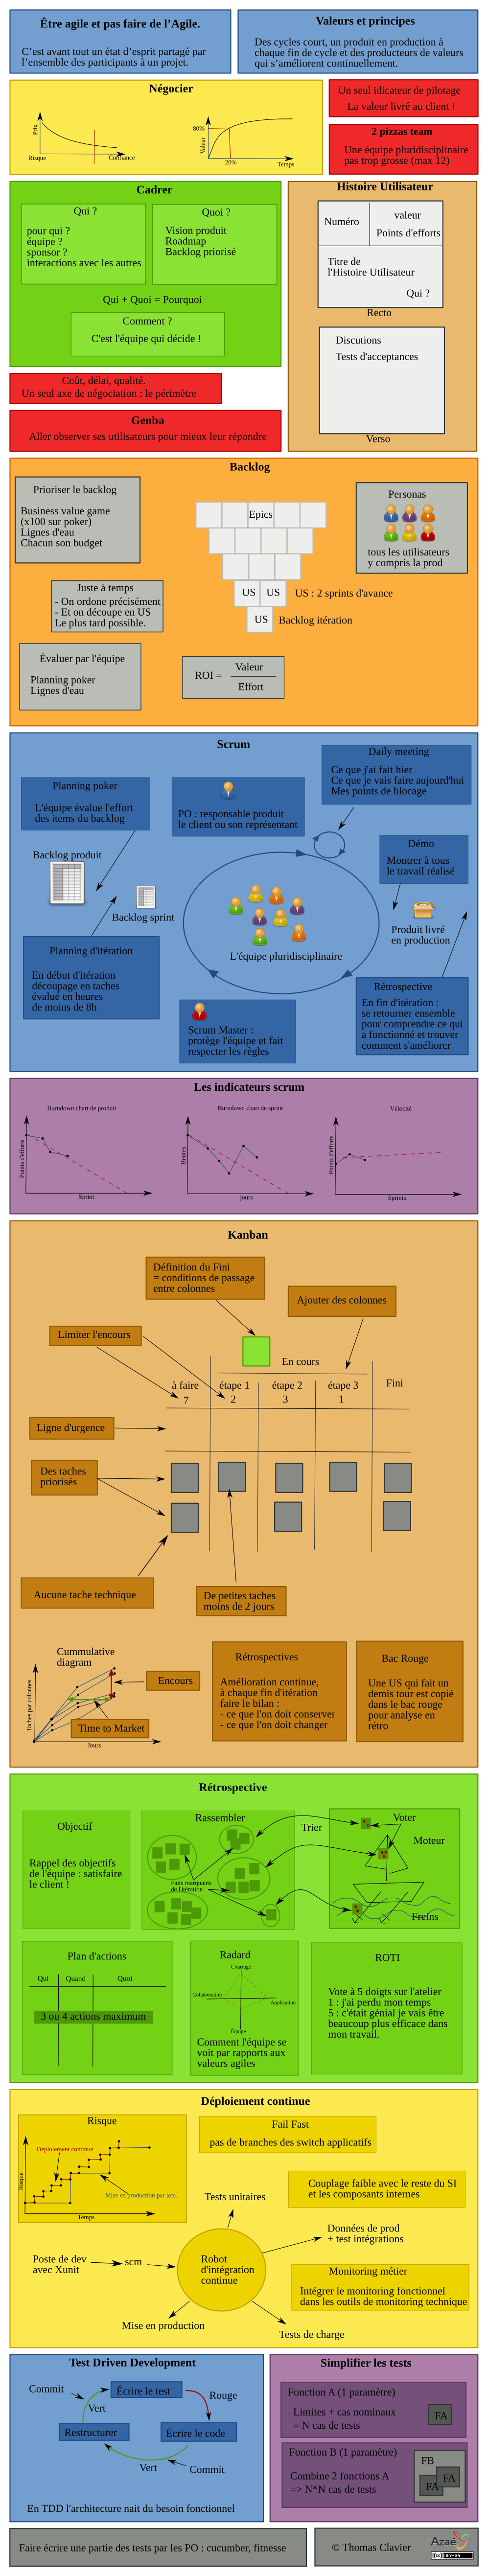 Être agile et pas faire de l’Agile.
C’est avant tout un état d’esprit partagé par
l’ensemble des participants à un projet.
Valeurs et principes
Des cycles court, un produit en production à
chaque fin de cycle et des producteurs de valeurs
qui s’améliorent continuellement.
Négocier
Prix
Risque
Confiance
80%
Valeur
20%
Temps
Un seul idicateur de pilotage
La valeur livré au client !
2 pizzas team
Une équipe pluridisciplinaire
pas trop grosse (max 12)
Cadrer
Qui ?
pour qui ?
équipe ?
sponsor ?
interactions avec les autres
Quoi ?
Vision produit
Roadmap
Backlog priorisé
Qui + Quoi = Pourquoi
Comment ?
C'est l'équipe qui décide !
Histoire Utilisateur
Numéro
valeur
Points d'efforts
Titre de
l'Histoire Utilisateur
Qui ?
Recto
Discutions
Tests d'acceptances
Verso
Coût, délai, qualité.
Un seul axe de négociation : le périmètre
Genba
Aller observer ses utilisateurs pour mieux leur répondre
Backlog
Prioriser le backlog
Business value game
(x100 sur poker)
Lignes d'eau
Chacun son budget
Epics
Personas
tous les utilisateurs
y compris la prod
Juste à temps
- On ordone précisément
- Et on découpe en US
Le plus tard possible.
US
US
US : 2 sprints d'avance
US
Backlog itération
Évaluer par l'équipe
Planning poker
Lignes d'eau
ROI =
Valeur
Effort
Scrum
Daily meeting
Ce que j'ai fait hier
Ce que je vais faire aujourd'hui
Mes points de blocage
Planning poker
L'équipe évalue l'effort
des items du backlog
PO : responsable produit
le client ou son représentant
Démo
Montrer à tous
le travail réalisé
Backlog produit
Backlog sprint
Produit livré
en production
L'équipe pluridisciplinaire
Planning d'itération
En début d'itération
découpage en taches
évalué en heures
de moins de 8h
Rétrospective
En fin d'itération :
se retourner ensemble
pour comprendre ce qui
a fonctionné et trouver
comment s'améliorer
Scrum Master :
protège l'équipe et fait
respecter les règles
Les indicateurs scrum
Burndown chart de produit
Points d'efforts
Sprint
Burndown chart de sprint
Heures
jours
Vélocité
Points d'efforts
Sprints
Kanban
Définition du Fini
= conditions de passage
entre colonnes
Ajouter des colonnes
Limiter l'encours
En cours
à faire
7
étape 1
2
étape 2
3
étape 3
1
Fini
Ligne d'urgence
Des taches
priorisés
Aucune tache technique
De petites taches
moins de 2 jours
Cummulative
diagram
Taches par colonnes
Jours
Encours
Time to Market
Rétrospectives
Amélioration continue,
à chaque fin d'itération
faire le bilan :
- ce que l'on doit conserver
- ce que l'on doit changer
Bac Rouge
Une US qui fait un
demis tour est copié
dans le bac rouge
pour analyse en
rétro
Rétrospective
Objectif
Rappel des objectifs
de l'équipe : satisfaire
le client !
Rassembler
Faits marquants
de l'itération
Trier
Voter
Moteur
Freins
Plan d'actions
Qui
Quand
Quoi
3 ou 4 actions maximum
Radard
Courrage
Collaboration
Application
Équipe
Comment l'équipe se
voit par rapports aux
valeurs agiles
ROTI
Vote à 5 doigts sur l'atelier
1 : j'ai perdu mon temps
5 : c'était génial je vais être
beaucoup plus efficace dans
mon travail.
Déploiement continue
Risque
Déploiement continue
Risque
Mise en production par lots.
Temps
Fail Fast
pas de branches des switch applicatifs
Couplage faible avec le reste du SI
et les composants internes
Tests unitaires
Données de prod
+ test intégrations
Poste de dev
avec Xunit
scm
Robot
d'intégration
continue
Monitoring métier
Intégrer le monitoring fonctionnel
dans les outils de monitoring technique
Mise en production
Tests de charge
Test Driven Development
Commit
Écrire le test
Rouge
Vert
Restructurer
Écrire le code
Vert
Commit
En TDD l'architecture nait du besoin fonctionnel
Simplifier les tests
Fonction A (1 paramètre)
Limites + cas nominaux
= N cas de tests
FA
Fonction B (1 paramètre)
Combine 2 fonctions A
=> N*N cas de tests
FB
FA
FA
Faire écrire une partie des tests par les PO : cucumber, fitnesse
© Thomas Clavier
Azaé
cc BY-SA